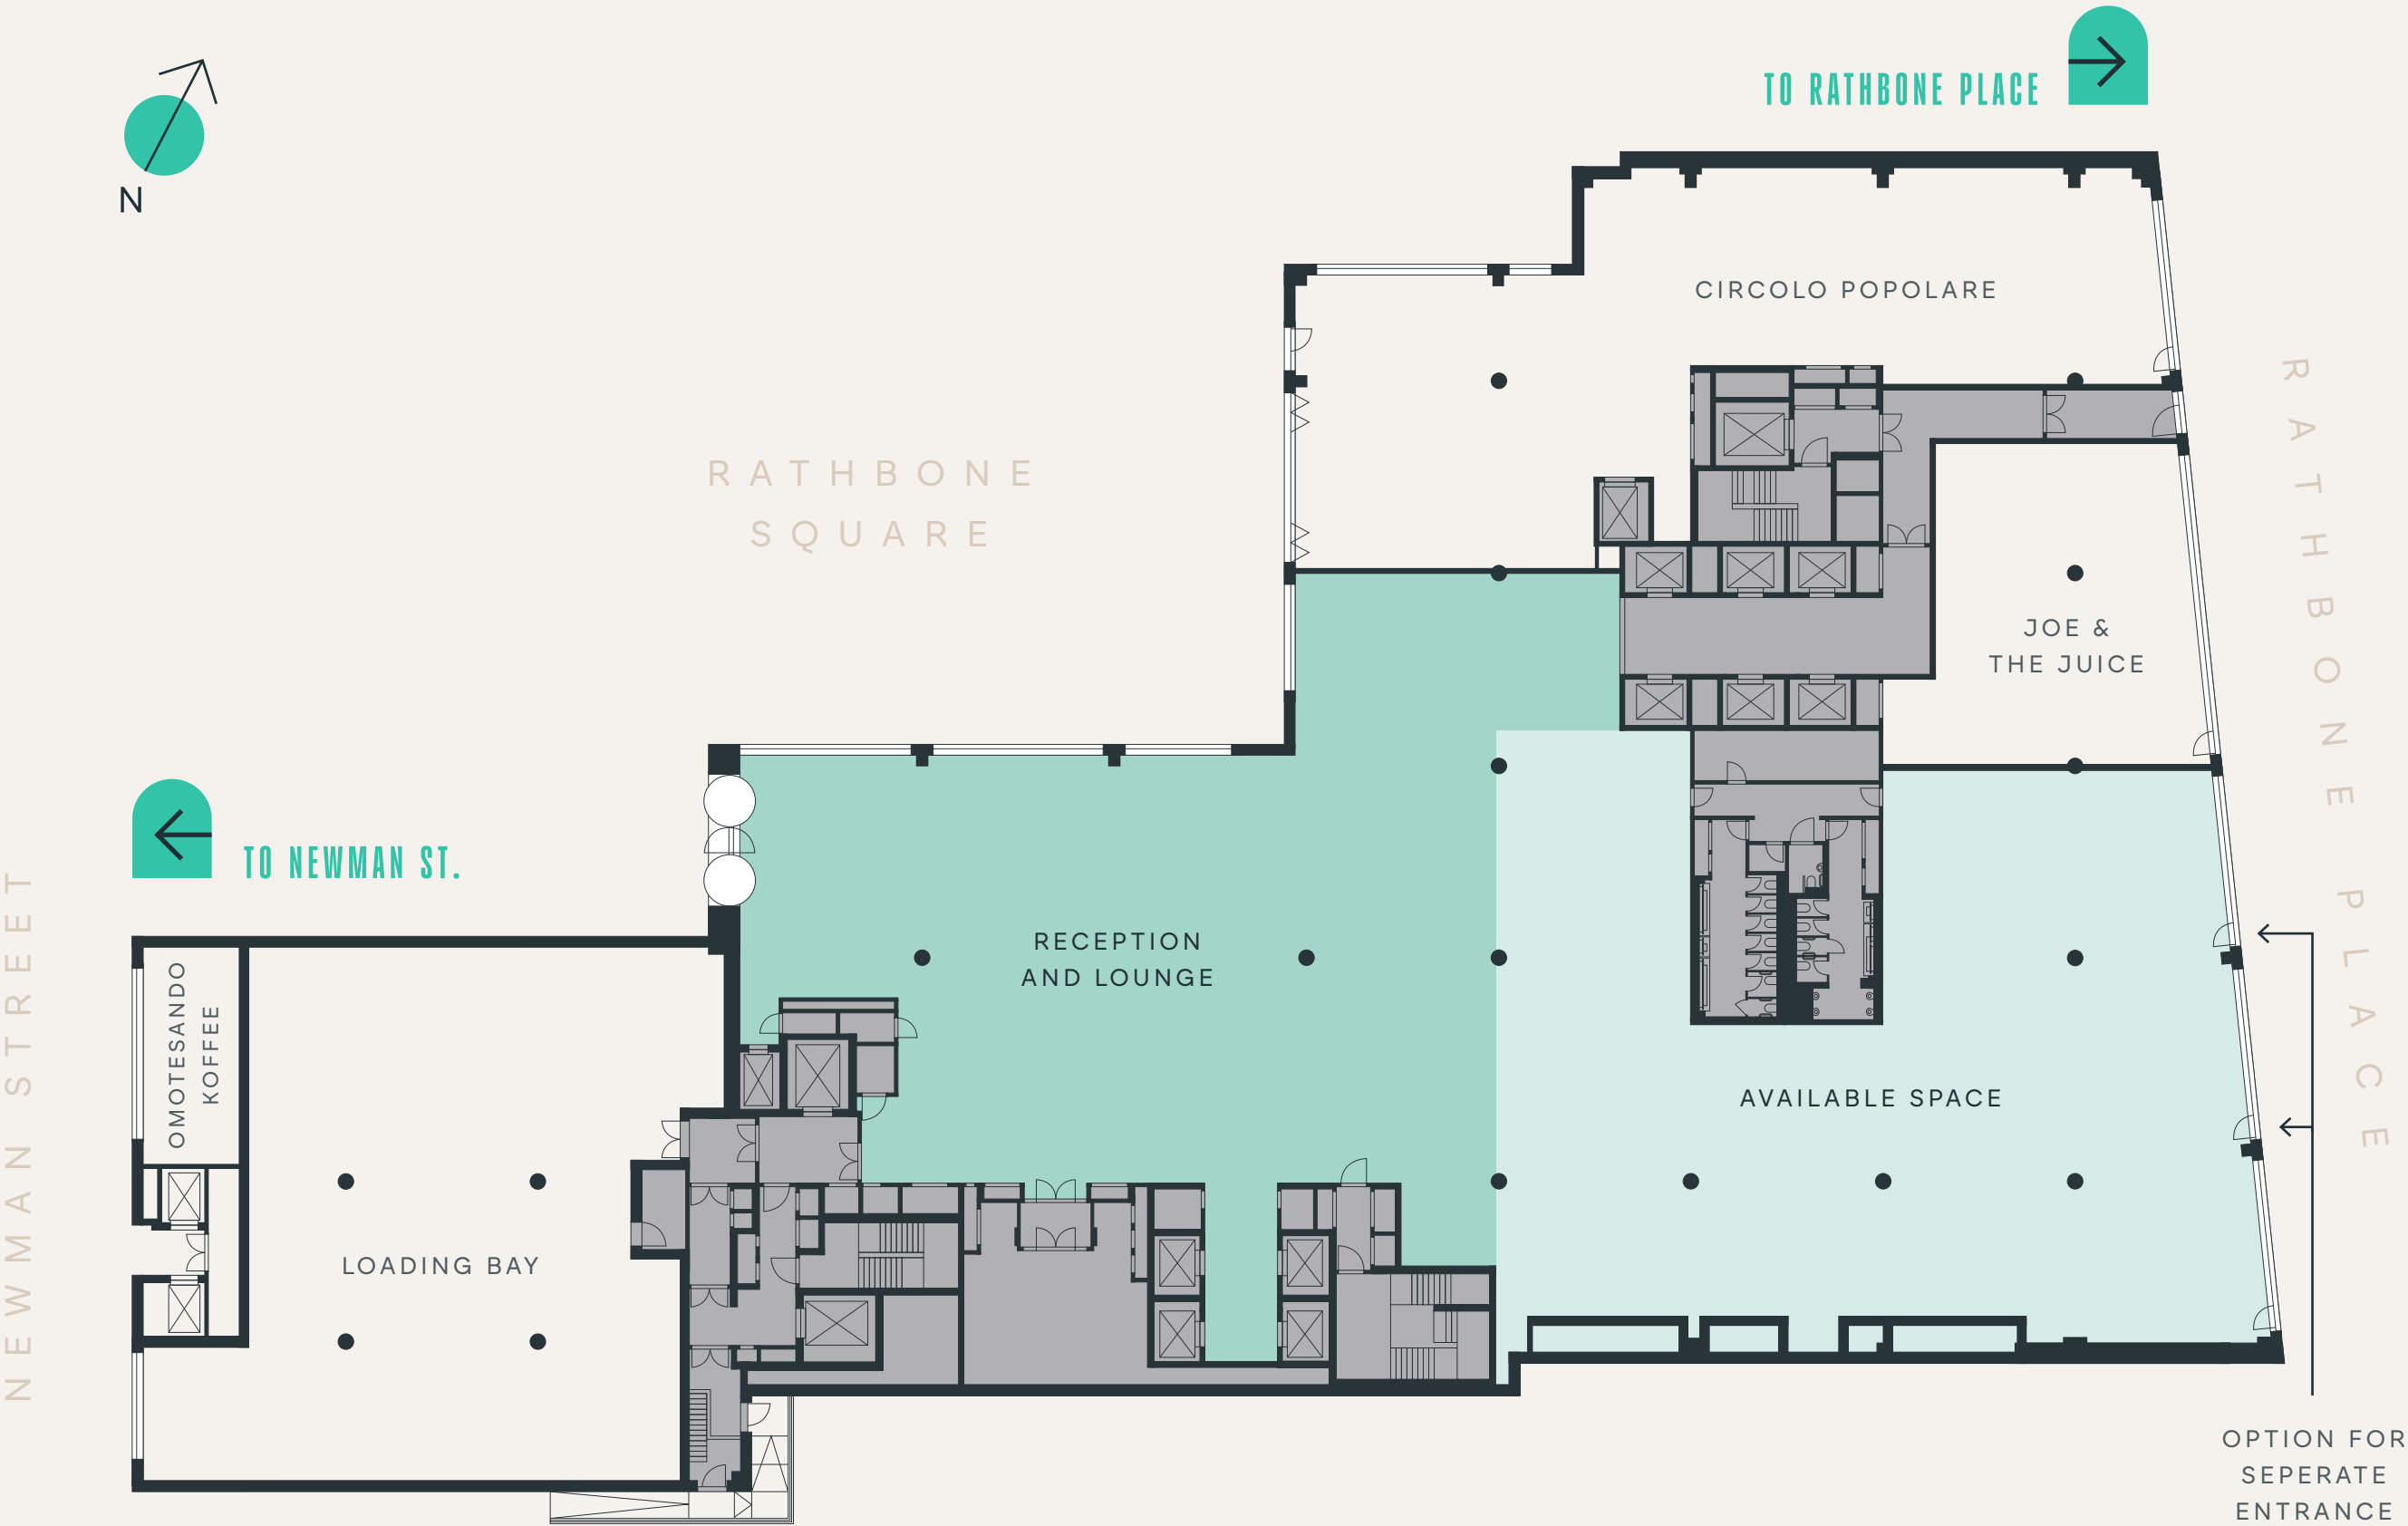 TO RATHBONE PLACE
N
CIRCOLO POPOLARE
RATHBONE
SQUARE
RATHBONE PLACE
JOE &
THE JUICE
TO NEWMAN ST.
NEWMAN STREET
RECEPTION
AND LOUNGE
OMOTESANDO
KOFFEE
AVAILABLE SPACE
LOADING BAY
OPTION FOR
SEPERATE
ENTRANCE